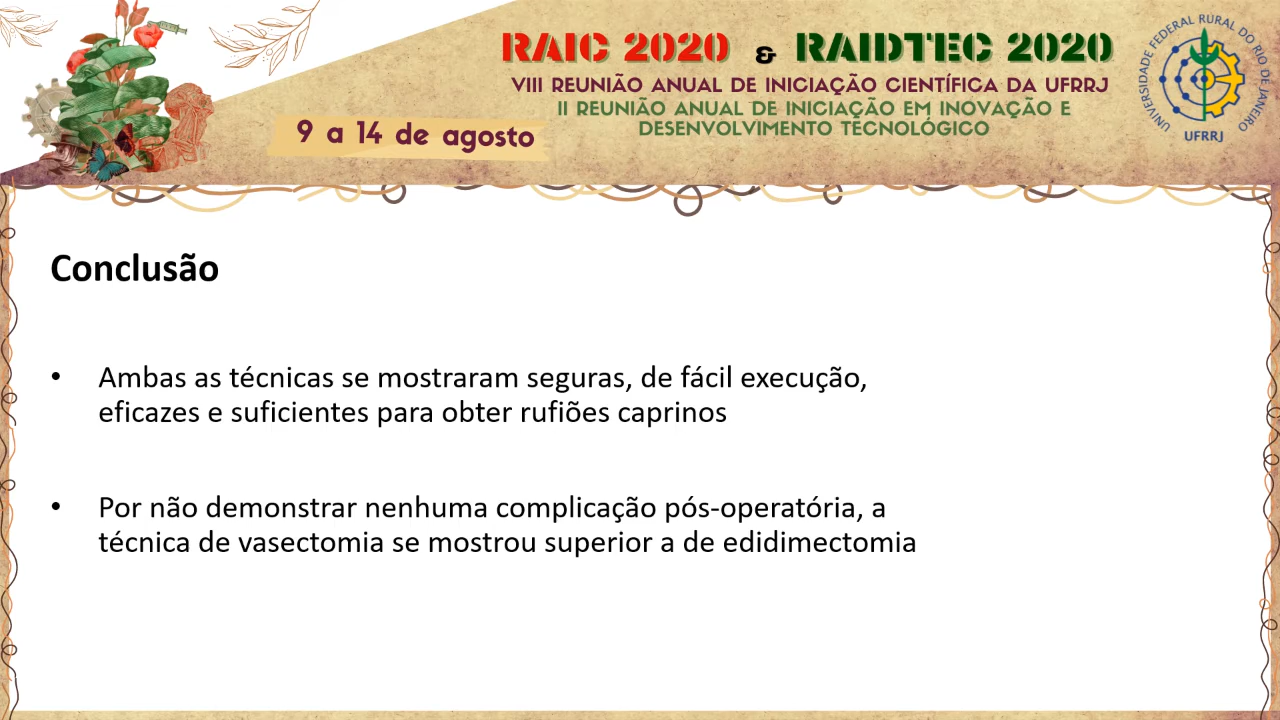 RAIC 2020 & RAIDTEC 2020
VIII REUNIÃO ANUAL DE INICIAÇÃO CIENTÍFICA DA UFRRJ
II REUNIÃO ANUAL DE INICIAÇÃO EM INOVAÇÃO E
DESENVOLVIMENTO TECNOLÓGICO
9 a 14 de agosto
UNIVERSIDADE FEDERAL RURAL DO RIO DE JANEIRO
UFRRJ
Conclusão
• Ambas as técnicas se mostraram seguras, de fácil execução,
eficazes e suficientes para obter rufiões caprinos
• Por não demonstrar nenhuma complicação pós-operatória, a
técnica de vasectomia se mostrou superior a de edidimectomia